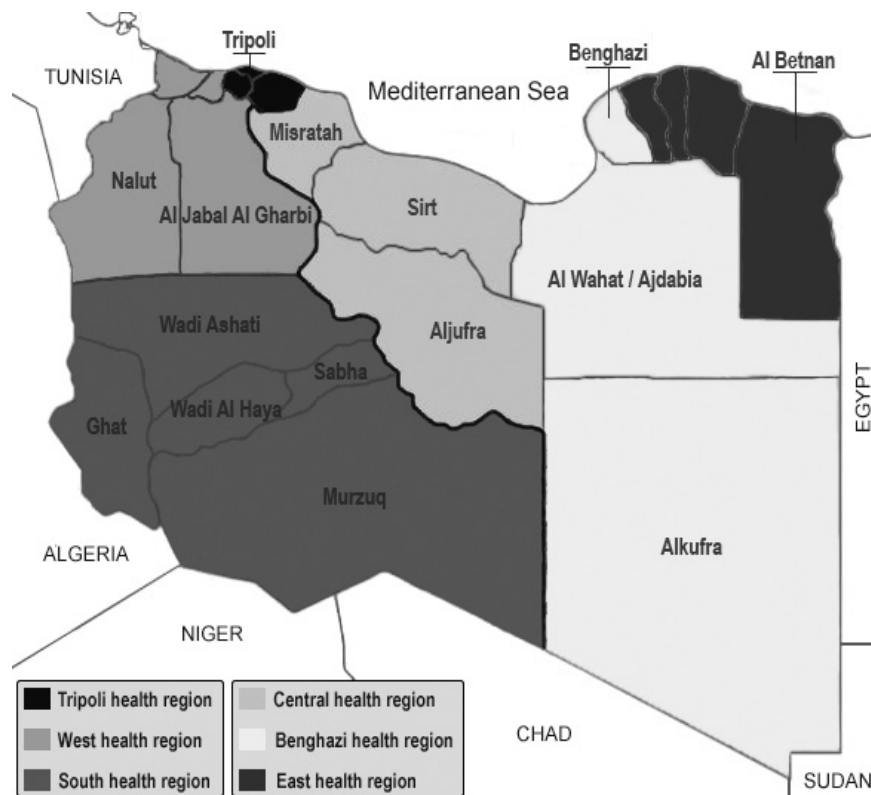 Tripoli
Benghazi
Al Betnan
TUNISIA
Mediterranean Sea
Misratah
Nalut
Al Jabal Al Gharbi
Sirt
Al Wahat / Ajdabia
Wadi Ashati
Aljufra
Sabha
Wadi Al Haya
Ghat
EGYPT
Murzuq
Alkufra
ALGERIA
NIGER
CHAD
SUDAN
Tripoli health region
West health region
South health region
Central health region
Benghazi health region
East health region